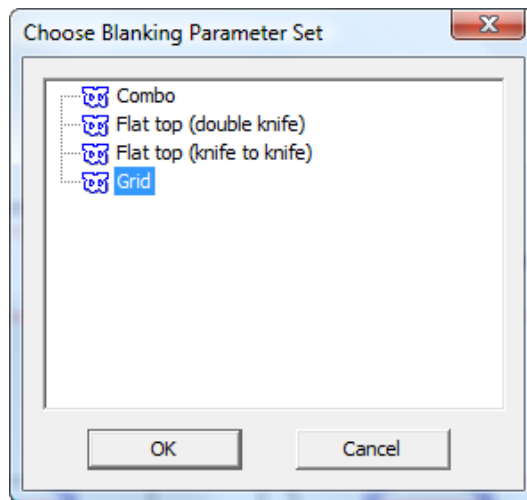 Choose Blanking Parameter Set
Combo
Flat top (double knife)
Flat top (knife to knife)
Grid
OK
Cancel